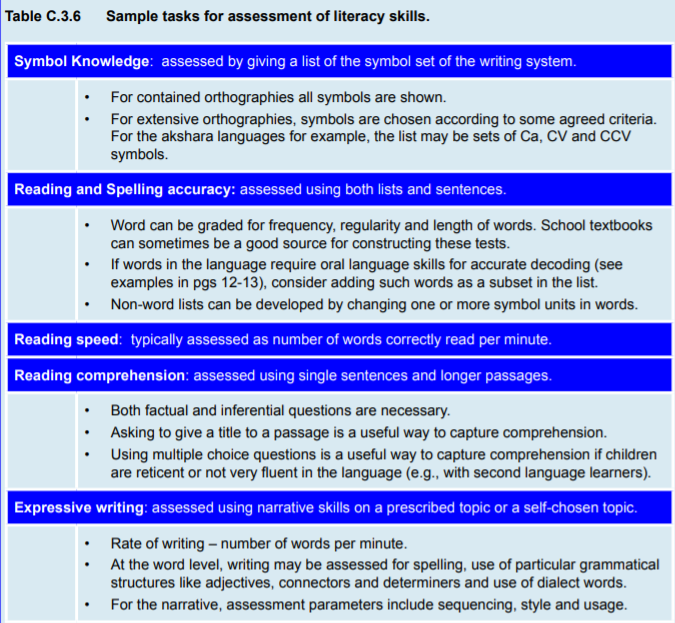 Table C.3.6 Sample tasks for assessment of literacy skills.
Symbol Knowledge: assessed by giving a list of the symbol set of the writing system.
• For contained orthographies all symbols are shown.
• For extensive orthographies, symbols are chosen according to some agreed criteria.
For the akshara languages for example, the list may be sets of Ca, CV and CCV
symbols.
Reading and Spelling accuracy: assessed using both lists and sentences.
• Word can be graded for frequency, regularity and length of words. School textbooks
can sometimes be a good source for constructing these tests.
• If words in the language require oral language skills for accurate decoding (see
examples in pgs 12-13), consider adding such words as a subset in the list.
• Non-word lists can be developed by changing one or more symbol units in words.
Reading speed: typically assessed as number of words correctly read per minute.
Reading comprehension: assessed using single sentences and longer passages.
• Both factual and inferential questions are necessary.
• Asking to give a title to a passage is a useful way to capture comprehension.
• Using multiple choice questions is a useful way to capture comprehension if children
are reticent or not very fluent in the language (e.g., with second language learners).
Expressive writing: assessed using narrative skills on a prescribed topic or a self-chosen topic.
• Rate of writing – number of words per minute.
• At the word level, writing may be assessed for spelling, use of particular grammatical
structures like adjectives, connectors and determiners and use of dialect words.
• For the narrative, assessment parameters include sequencing, style and usage.